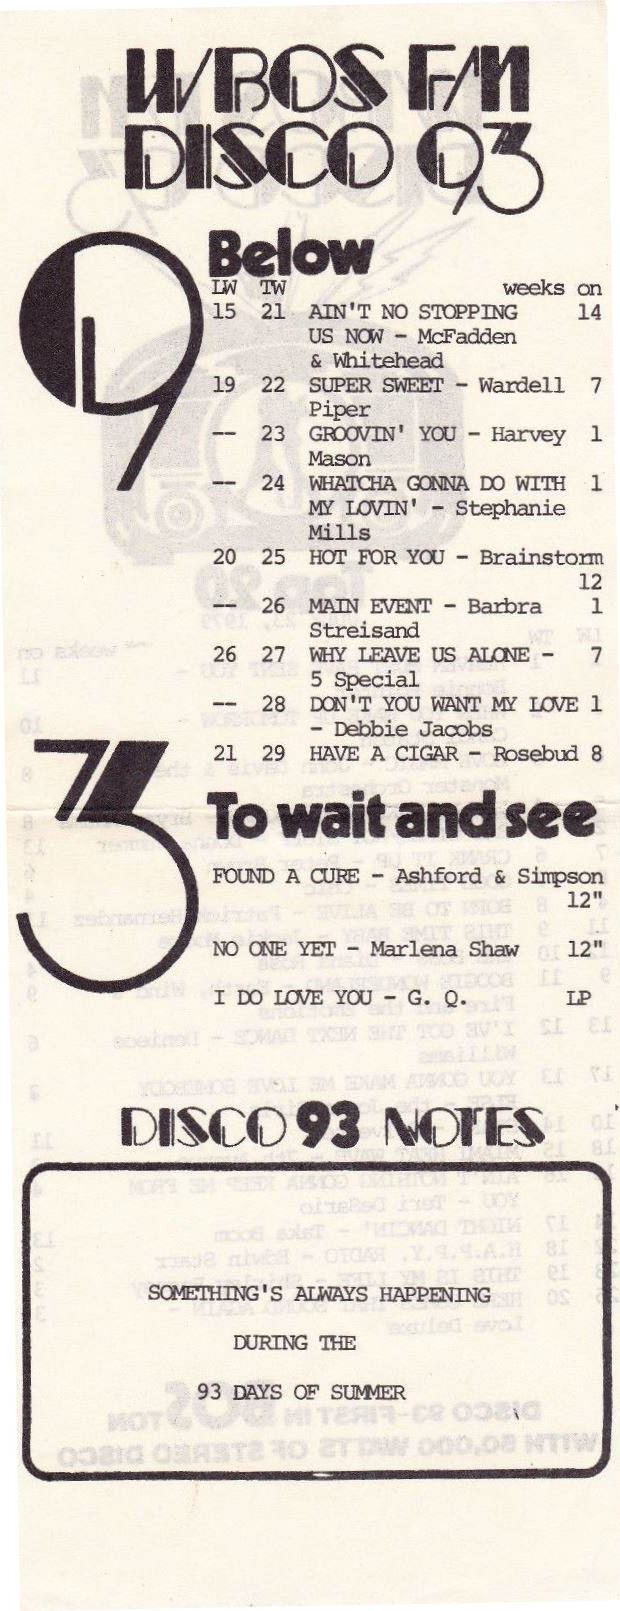 WBOS FM
DISCO 93
9 Below
LW TW weeks on
15 21 AIN'T NO STOPPING 14
US NOW - McFadden
& Whitehead
19 22 SUPER SWEET - Wardell 7
Piper
-- 23 GROOVIN' YOU - Harvey 1
Mason
-- 24 WHATCHA GONNA DO WITH 1
MY LOVIN' - Stephanie
Mills
20 25 HOT FOR YOU - Brainstorm
12
-- 26 MAIN EVENT - Barbra 1
Streisand
26 27 WHY LEAVE US ALONE - 7
5 Special
-- 28 DON'T YOU WANT MY LOVE 1
- Debbie Jacobs
21 29 HAVE A CIGAR - Rosebud 8
3 To wait and see
FOUND A CURE - Ashford & Simpson
12"
NO ONE YET - Marlena Shaw 12"
I DO LOVE YOU - G. Q. LP
DISCO 93 NOTES
SOMETHING'S ALWAYS HAPPENING
DURING THE
93 DAYS OF SUMMER